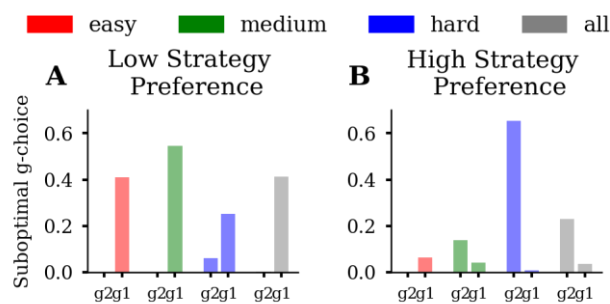 easy medium hard all
A Low Strategy Preference
B High Strategy Preference
Suboptimal g-choice
0.6
0.4
0.2
0.0
g2g1 g2g1 g2g1 g2g1
0.6
0.4
0.2
0.0
g2g1 g2g1 g2g1 g2g1